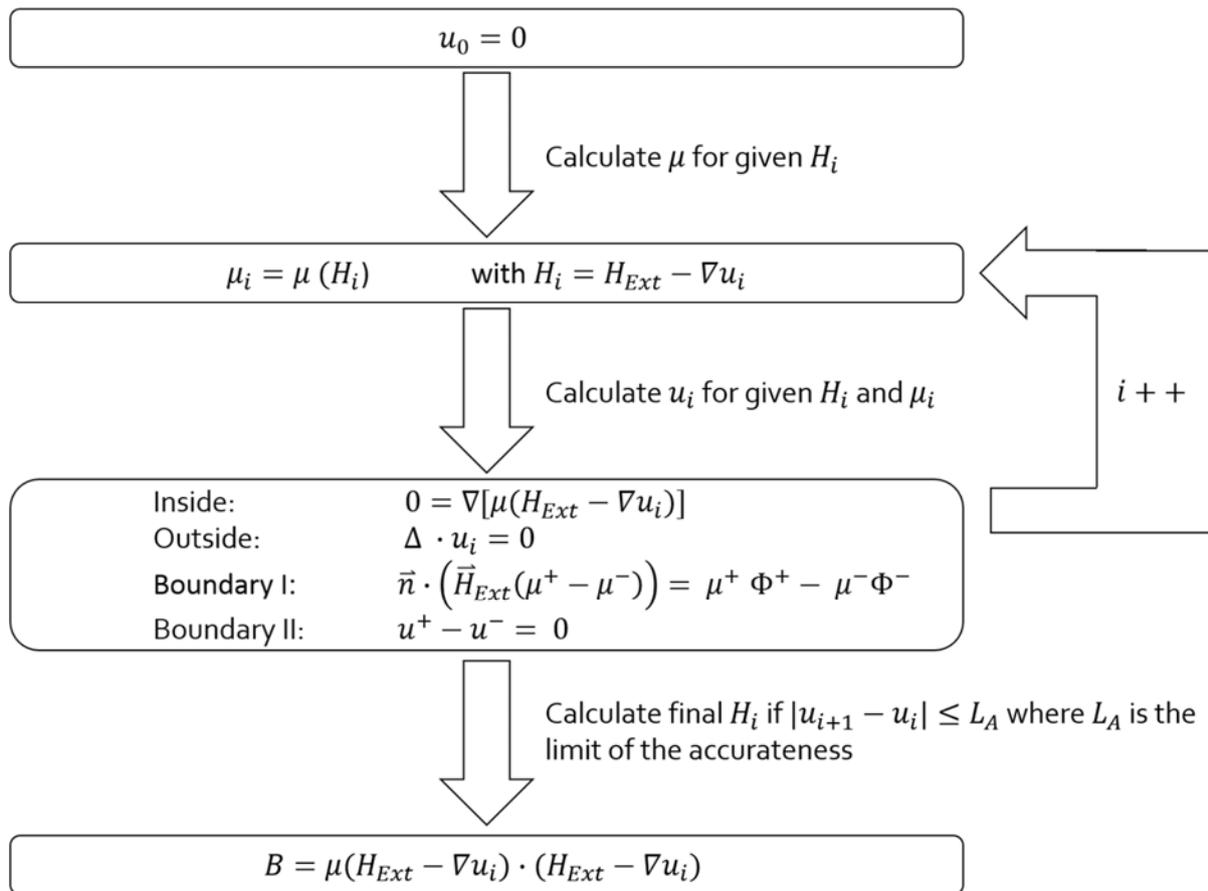 u₀ = 0
Calculate μ for given Hᵢ
μᵢ = μ (Hᵢ) with Hᵢ = H_Ext − ∇uᵢ
Calculate uᵢ for given Hᵢ and μᵢ
i + +
Inside: 0 = ∇[μ(H_Ext − ∇uᵢ)]
Outside: Δ · uᵢ = 0
Boundary I: n⃗ · (H⃗_Ext(μ⁺ − μ⁻)) = μ⁺ Φ⁺ − μ⁻Φ⁻
Boundary II: u⁺ − u⁻ = 0
Calculate final Hᵢ if |uᵢ₊₁ − uᵢ| ≤ L_A where L_A is the
limit of the accurateness
B = μ(H_Ext − ∇uᵢ) · (H_Ext − ∇uᵢ)